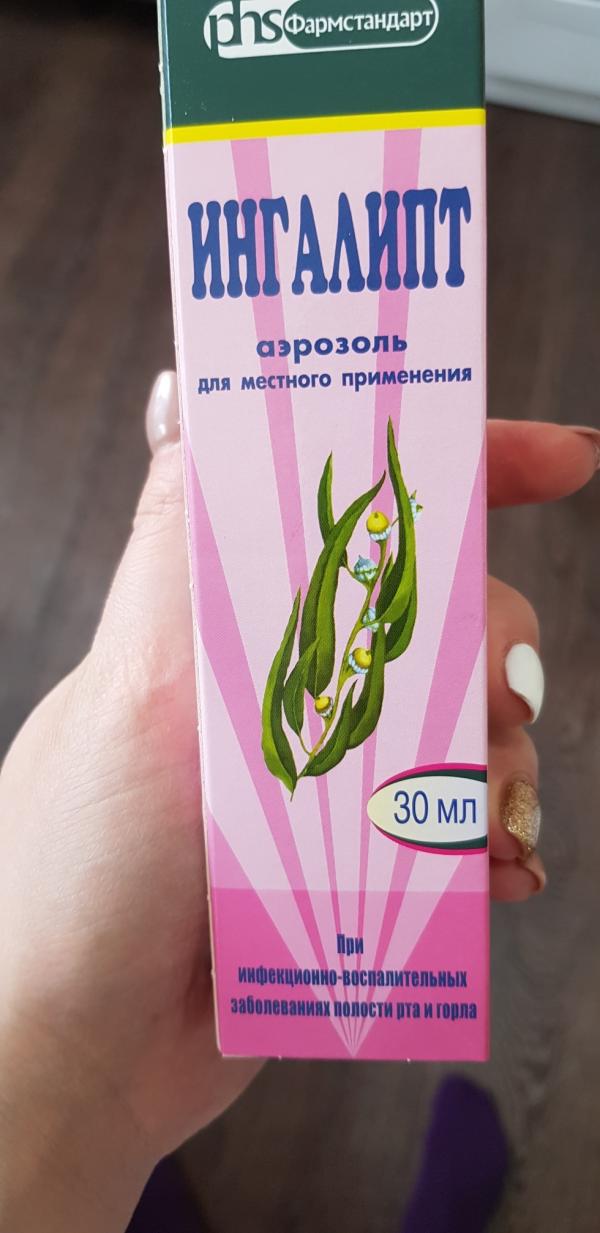 phs Фармстандарт
ИНГАЛИПТ
аэрозоль
для местного применения
30 мл
При
инфекционно-воспалительных
заболеваниях полости рта и горла